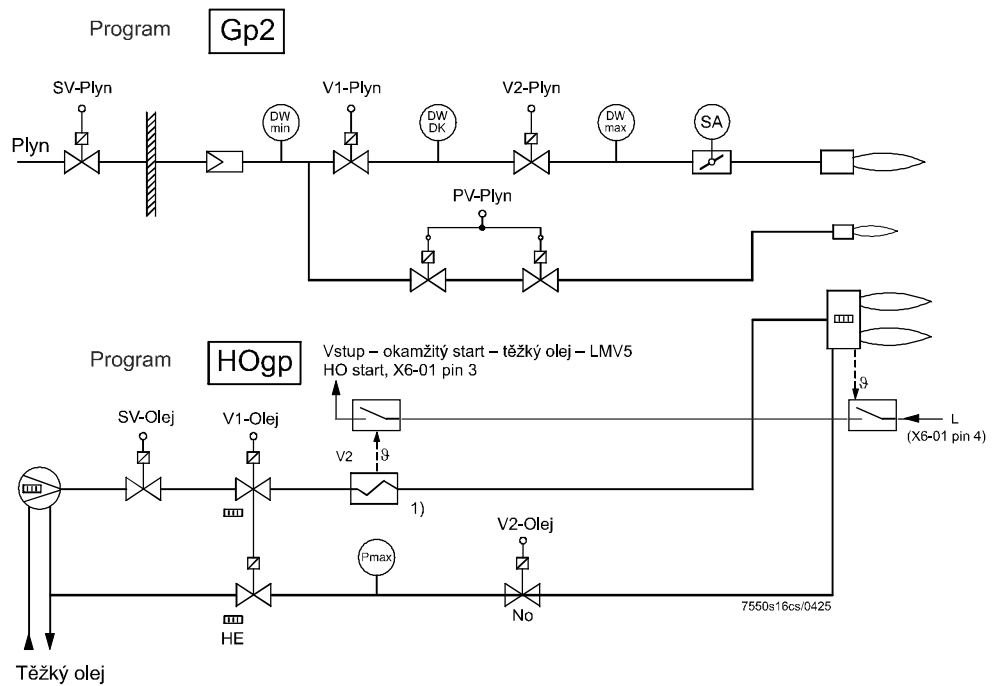 Program Gp2
SV-Plyn
V1-Plyn
V2-Plyn
DW
min
DW
DK
DW
max
SA
Plyn
PV-Plyn
Program HOgp
Vstup – okamžitý start – těžký olej – LMV5
HO start, X6-01 pin 3
ϑ
L
(X6-01 pin 4)
SV-Olej
V1-Olej
V2
ϑ
1)
V2-Olej
Pmax
No
7550s16cs/0425
HE
Těžký olej